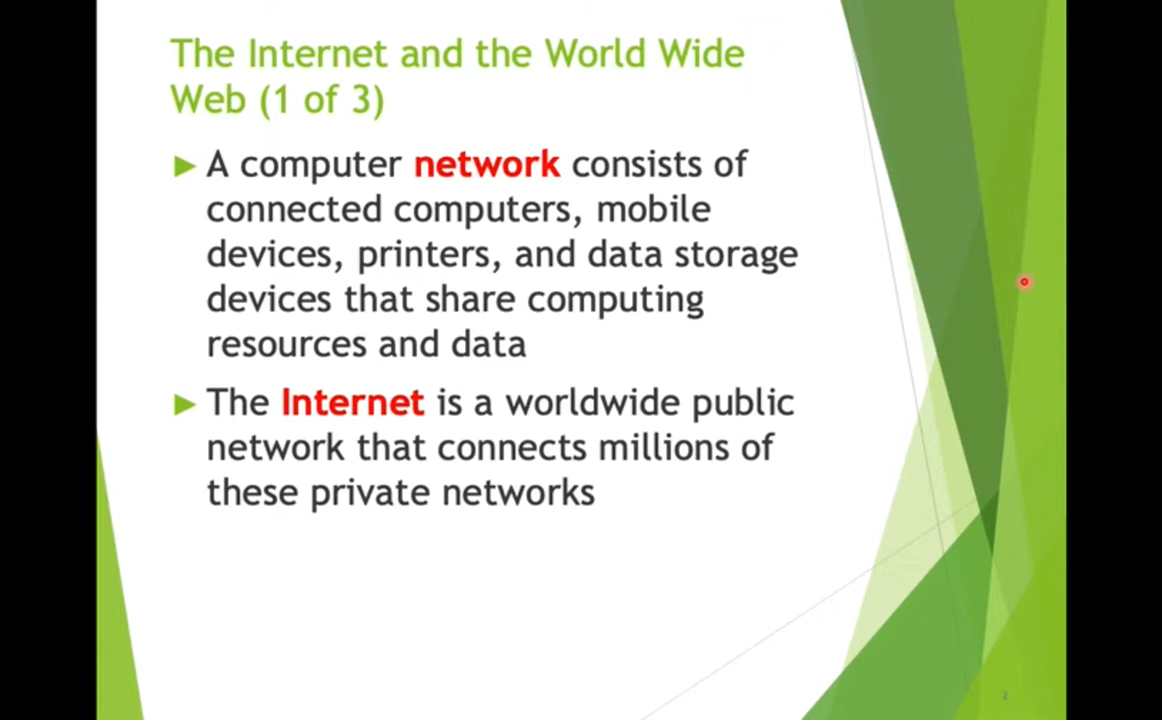 The Internet and the World Wide
Web (1 of 3)
A computer network consists of
connected computers, mobile
devices, printers, and data storage
devices that share computing
resources and data
The Internet is a worldwide public
network that connects millions of
these private networks
2